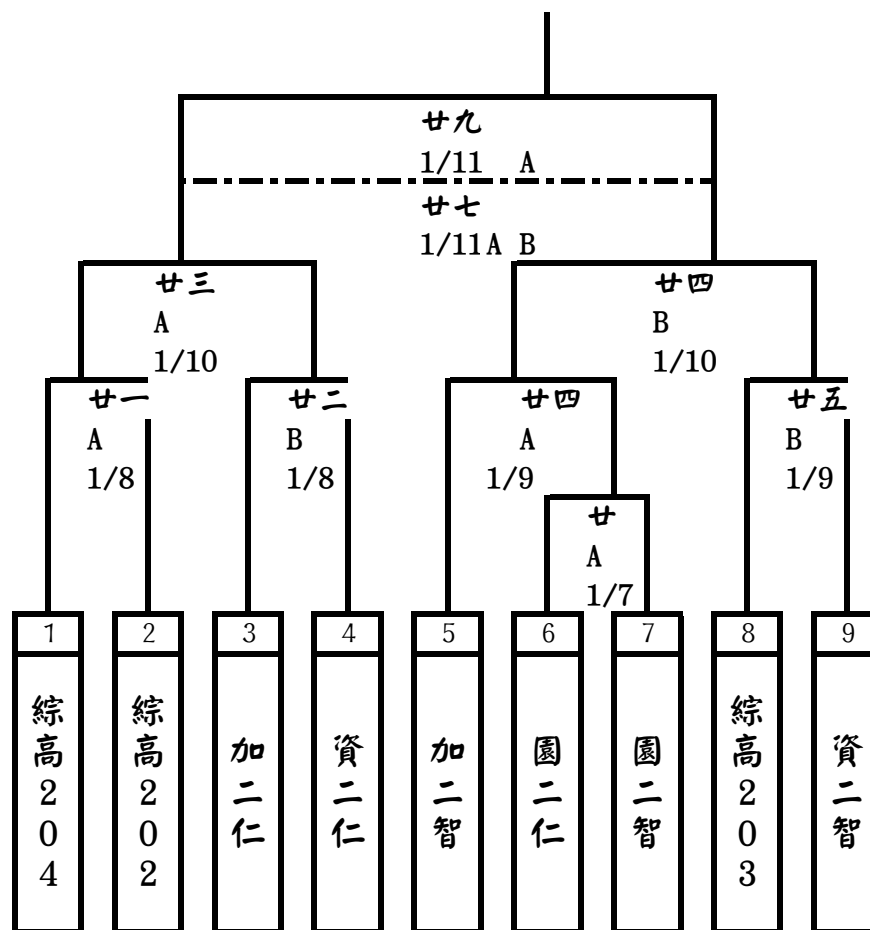 廿九
1/11 A
廿七
1/11A B
廿三
A
1/10
廿四
B
1/10
廿一
A
1/8
廿二
B
1/8
廿四
A
1/9
廿五
B
1/9
廿
A
1/7
1 2 3 4 5 6 7 8 9
綜高204
綜高202
加二仁
資二仁
加二智
園二仁
園二智
綜高203
資二智